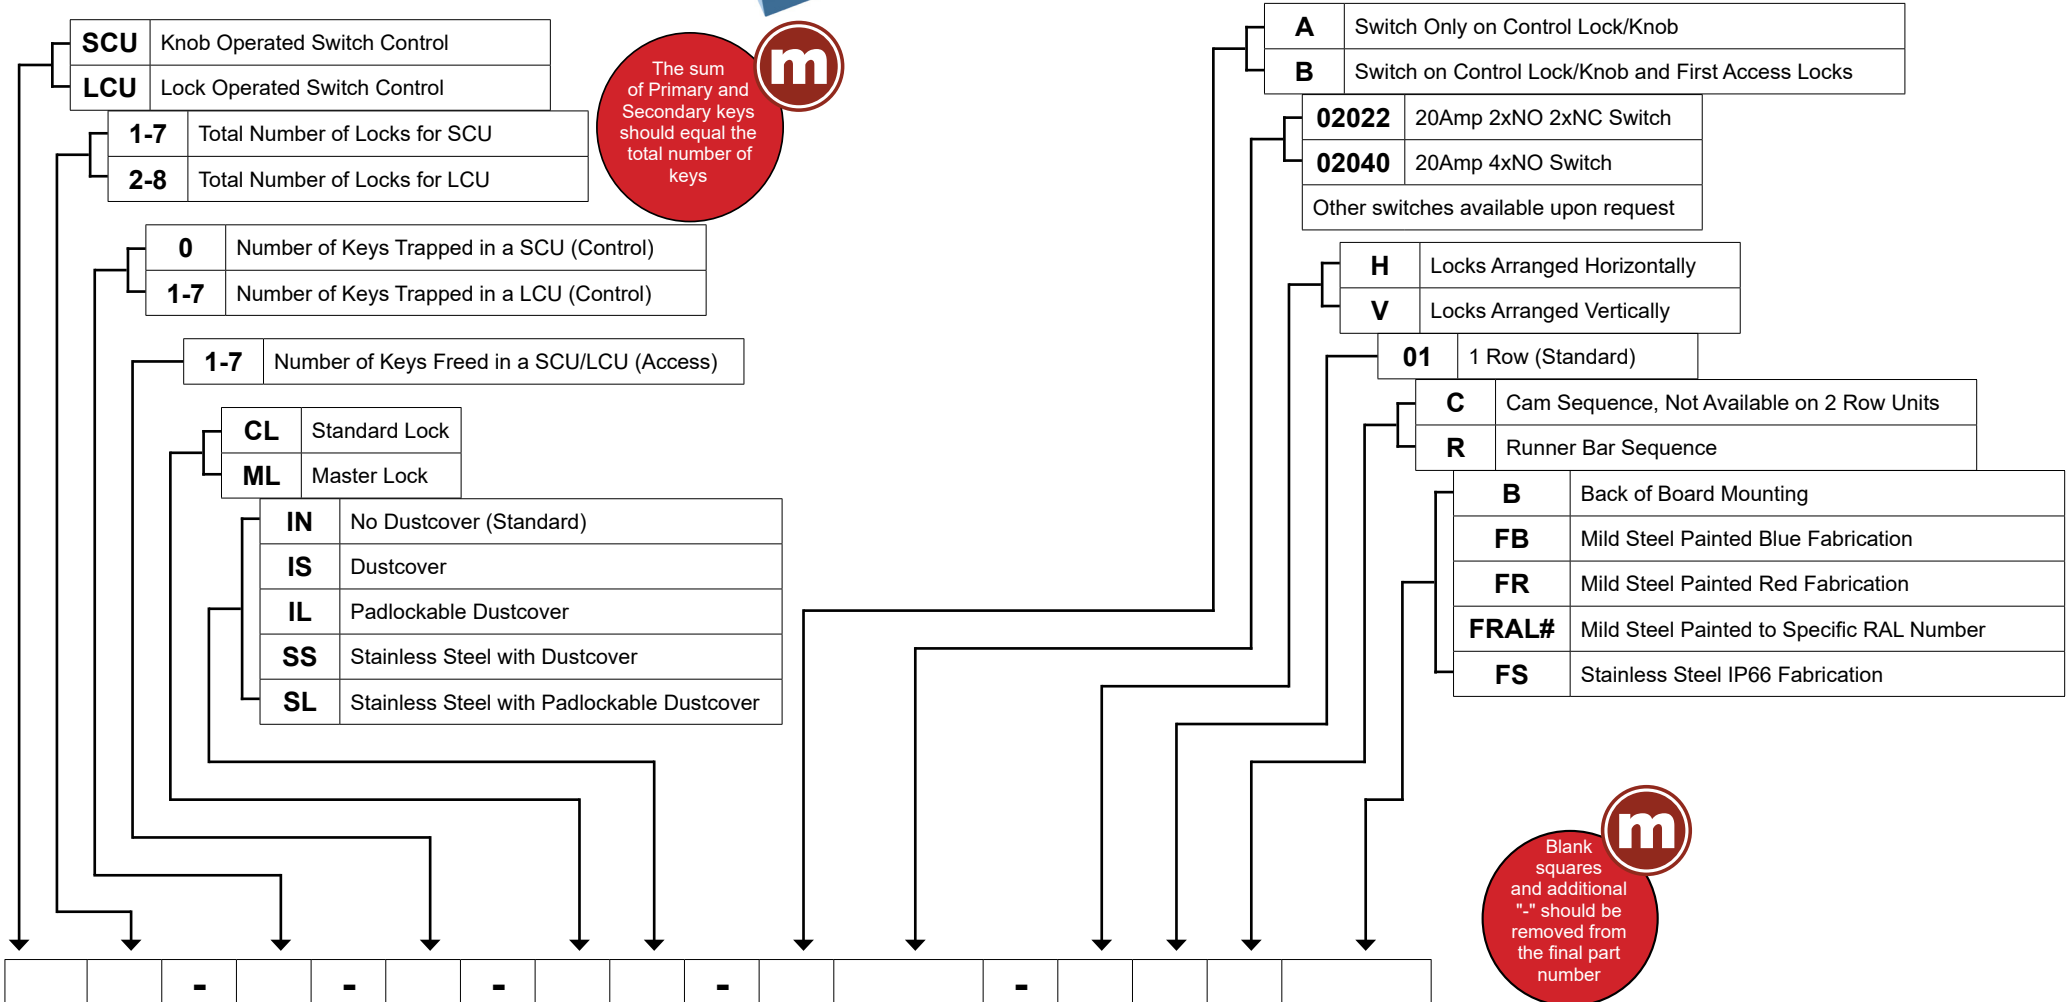 SCU Knob Operated Switch Control
LCU Lock Operated Switch Control
1-7 Total Number of Locks for SCU
2-8 Total Number of Locks for LCU
The sum
of Primary and
Secondary keys
should equal the
total number of
keys
m
0 Number of Keys Trapped in a SCU (Control)
1-7 Number of Keys Trapped in a LCU (Control)
1-7 Number of Keys Freed in a SCU/LCU (Access)
CL Standard Lock
ML Master Lock
IN No Dustcover (Standard)
IS Dustcover
IL Padlockable Dustcover
SS Stainless Steel with Dustcover
SL Stainless Steel with Padlockable Dustcover
A Switch Only on Control Lock/Knob
B Switch on Control Lock/Knob and First Access Locks
02022 20Amp 2xNO 2xNC Switch
02040 20Amp 4xNO Switch
Other switches available upon request
H Locks Arranged Horizontally
V Locks Arranged Vertically
01 1 Row (Standard)
C Cam Sequence, Not Available on 2 Row Units
R Runner Bar Sequence
B Back of Board Mounting
FB Mild Steel Painted Blue Fabrication
FR Mild Steel Painted Red Fabrication
FRAL# Mild Steel Painted to Specific RAL Number
FS Stainless Steel IP66 Fabrication
m
Blank
squares
and additional
"-" should be
removed from
the final part
number
- - - - -